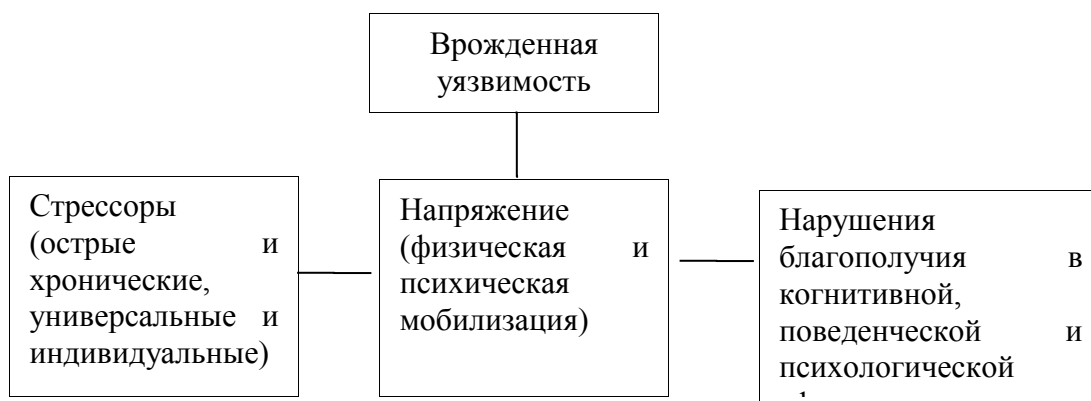 Врожденная
уязвимость
Стрессоры
(острые и
хронические,
универсальные и
индивидуальные)
Напряжение
(физическая и
психическая
мобилизация)
Нарушения
благополучия в
когнитивной,
поведенческой и
психологической